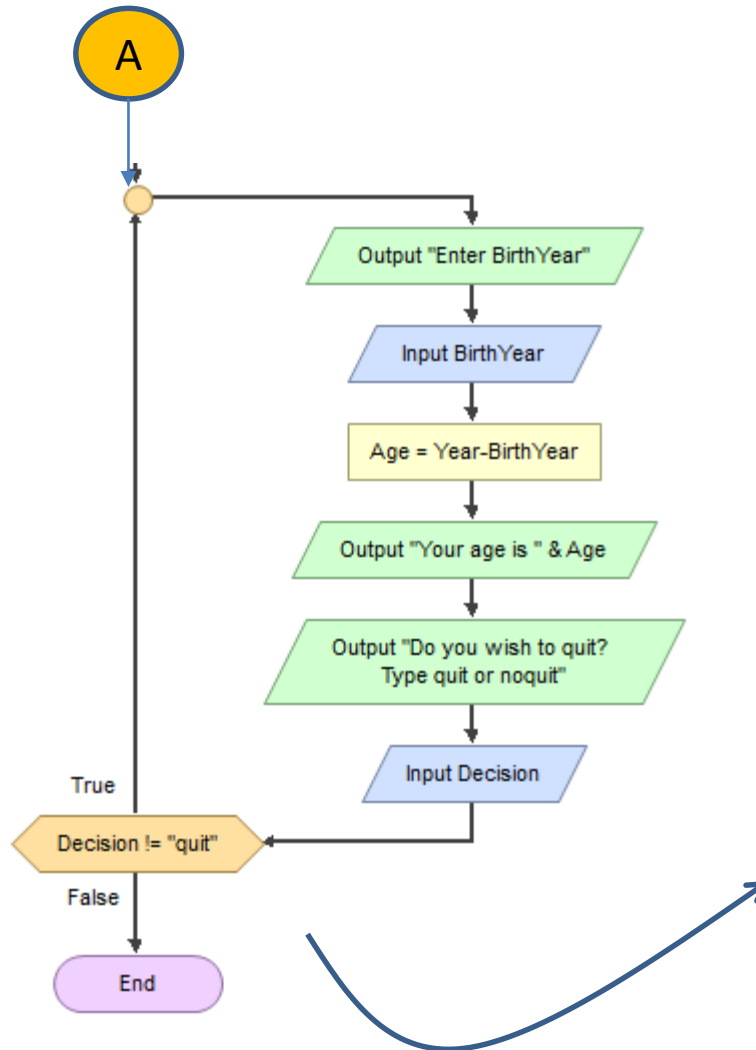 A
Output "Enter BirthYear"
Input BirthYear
Age = Year-BirthYear
Output "Your age is " & Age
Output "Do you wish to quit?
Type quit or noquit"
Input Decision
True
Decision != "quit"
False
End